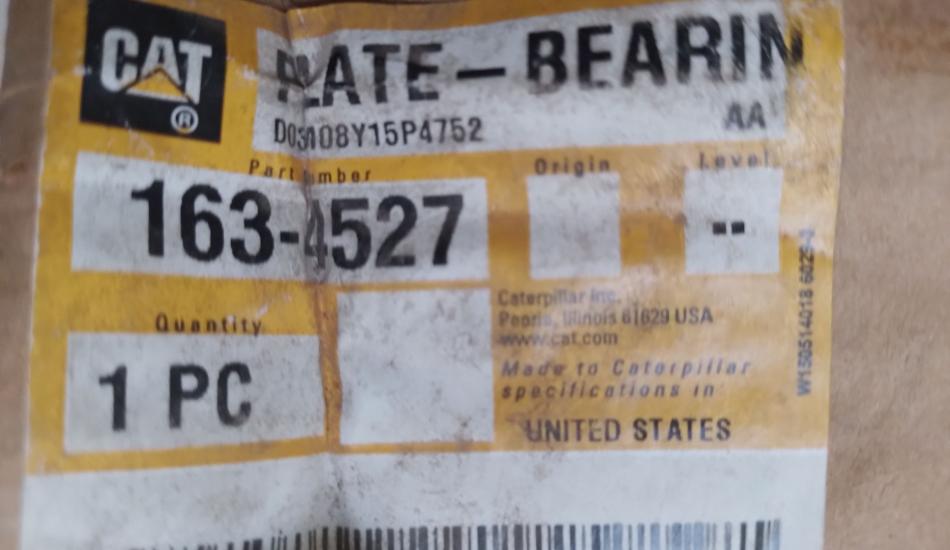 CAT
®
PLATE - BEARIN
AA
Part Number
163-4527
Origin
Level
--
Quantity
1 PC
Caterpillar Inc.
Peoria, Illinois 61629 USA
www.cat.com
Made to Caterpillar
specifications in
UNITED STATES